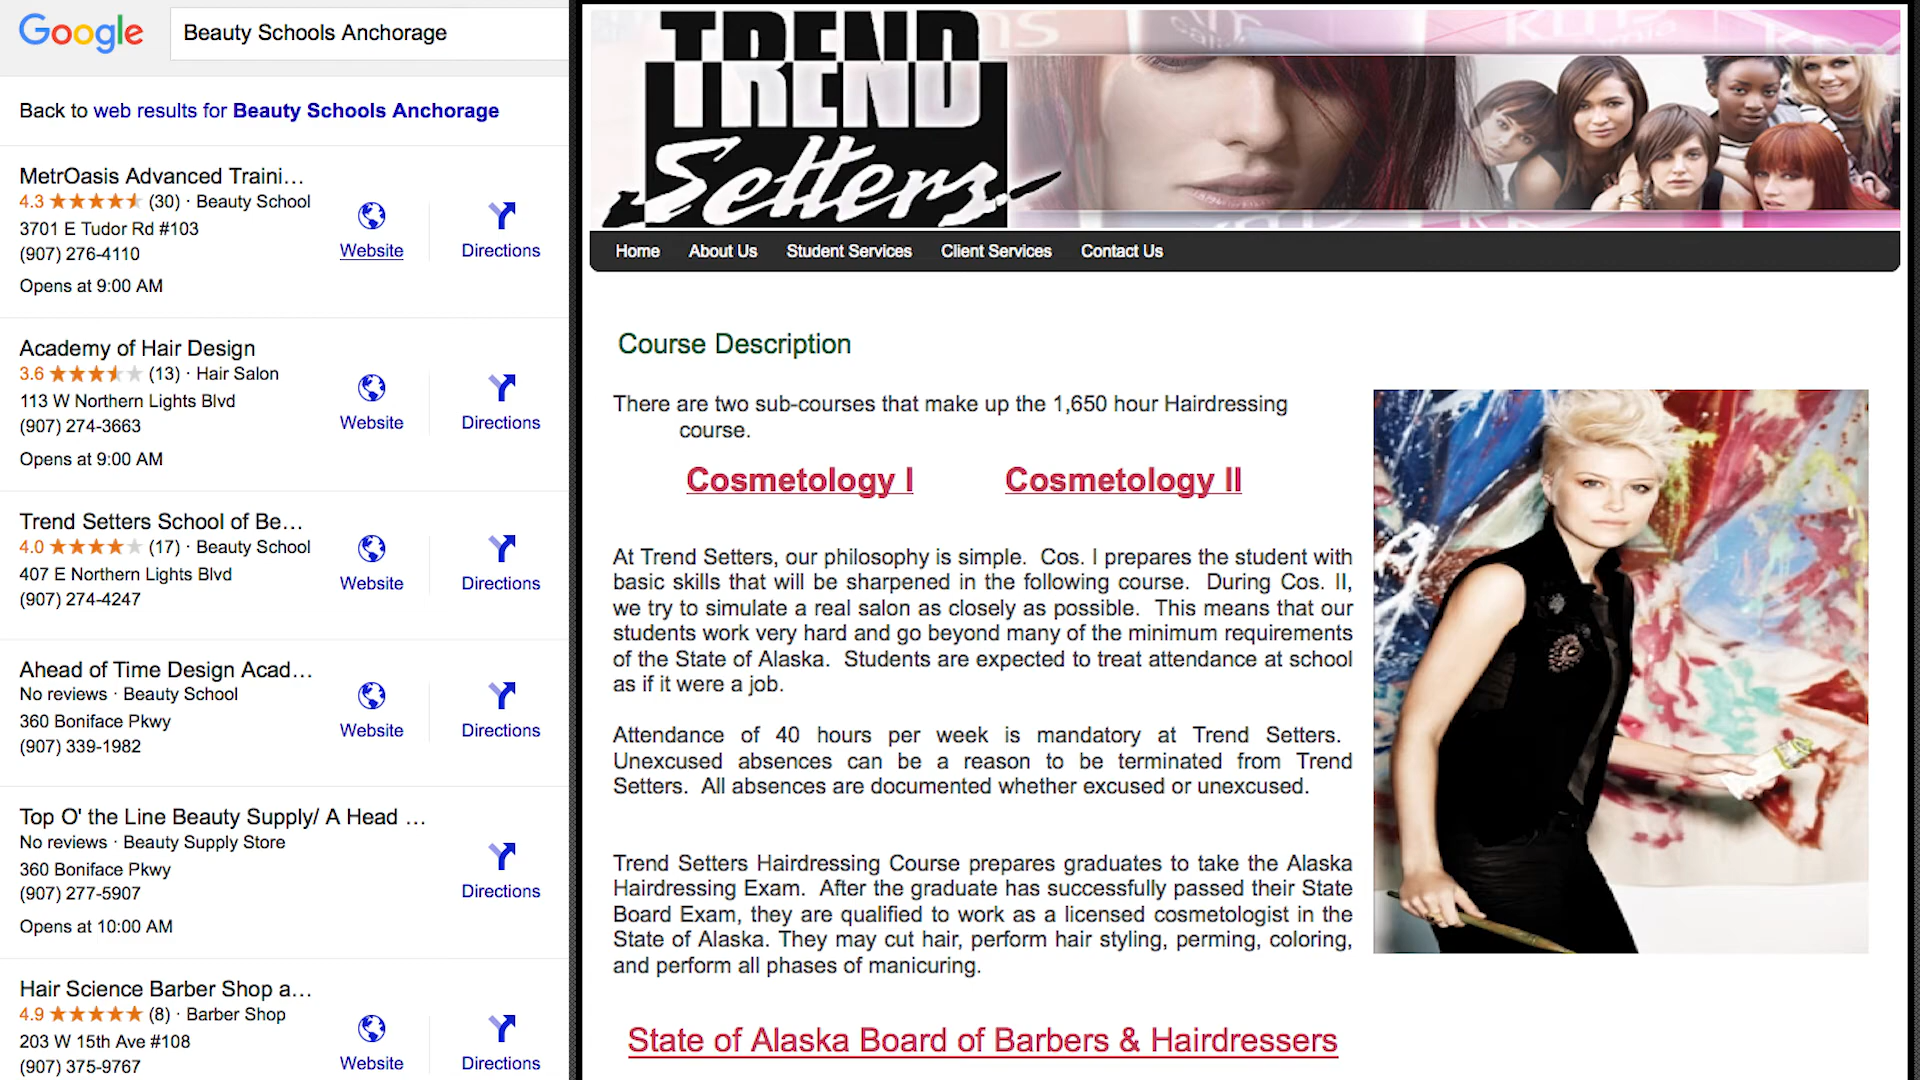 Google
Beauty Schools Anchorage
Back to web results for Beauty Schools Anchorage
MetrOasis Advanced Traini…
4.3 (30) · Beauty School
3701 E Tudor Rd #103
(907) 276-4110
Opens at 9:00 AM
Website
Directions
Academy of Hair Design
3.6 (13) · Hair Salon
113 W Northern Lights Blvd
(907) 274-3663
Opens at 9:00 AM
Website
Directions
Trend Setters School of Be…
4.0 (17) · Beauty School
407 E Northern Lights Blvd
(907) 274-4247
Website
Directions
Ahead of Time Design Acad…
No reviews · Beauty School
360 Boniface Pkwy
(907) 339-1982
Website
Directions
Top O' the Line Beauty Supply/ A Head …
No reviews · Beauty Supply Store
360 Boniface Pkwy
(907) 277-5907
Opens at 10:00 AM
Directions
Hair Science Barber Shop a…
4.9 (8) · Barber Shop
203 W 15th Ave #108
(907) 375-9767
Website
Directions
TREND
Setters
Home About Us Student Services Client Services Contact Us
Course Description
There are two sub-courses that make up the 1,650 hour Hairdressing
course.
Cosmetology I Cosmetology II
At Trend Setters, our philosophy is simple. Cos. I prepares the student with
basic skills that will be sharpened in the following course. During Cos. II,
we try to simulate a real salon as closely as possible. This means that our
students work very hard and go beyond many of the minimum requirements
of the State of Alaska. Students are expected to treat attendance at school
as if it were a job.
Attendance of 40 hours per week is mandatory at Trend Setters.
Unexcused absences can be a reason to be terminated from Trend
Setters. All absences are documented whether excused or unexcused.
Trend Setters Hairdressing Course prepares graduates to take the Alaska
Hairdressing Exam. After the graduate has successfully passed their State
Board Exam, they are qualified to work as a licensed cosmetologist in the
State of Alaska. They may cut hair, perform hair styling, perming, coloring,
and perform all phases of manicuring.
State of Alaska Board of Barbers & Hairdressers